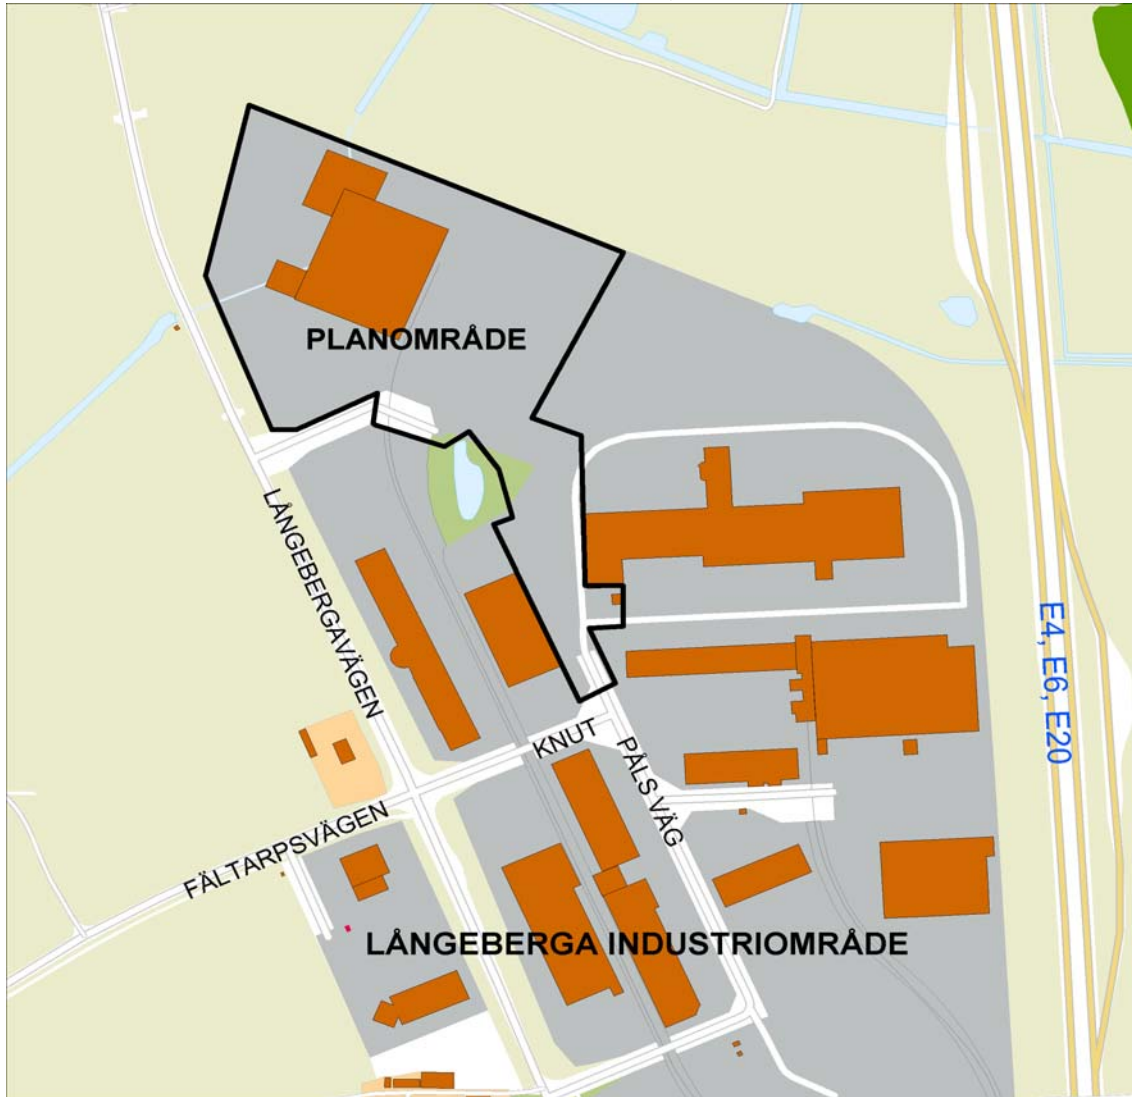 PLANOMRÅDE
LÅNGEBERGAVÄGEN
E4, E6, E20
KNUT
PÅLS VÄG
FÄLTARPSVÄGEN
LÅNGEBERGA INDUSTRIOMRÅDE